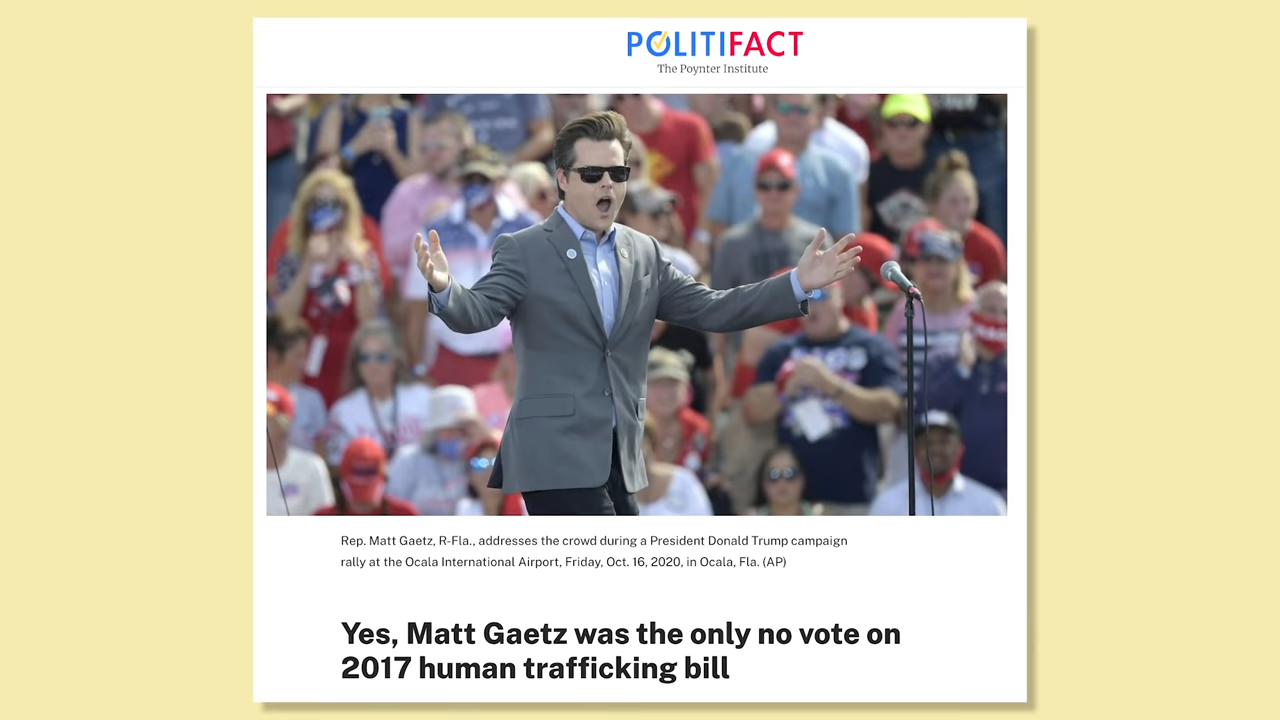 POLITIFACT
The Poynter Institute
Rep. Matt Gaetz, R-Fla., addresses the crowd during a President Donald Trump campaign
rally at the Ocala International Airport, Friday, Oct. 16, 2020, in Ocala, Fla. (AP)
Yes, Matt Gaetz was the only no vote on
2017 human trafficking bill